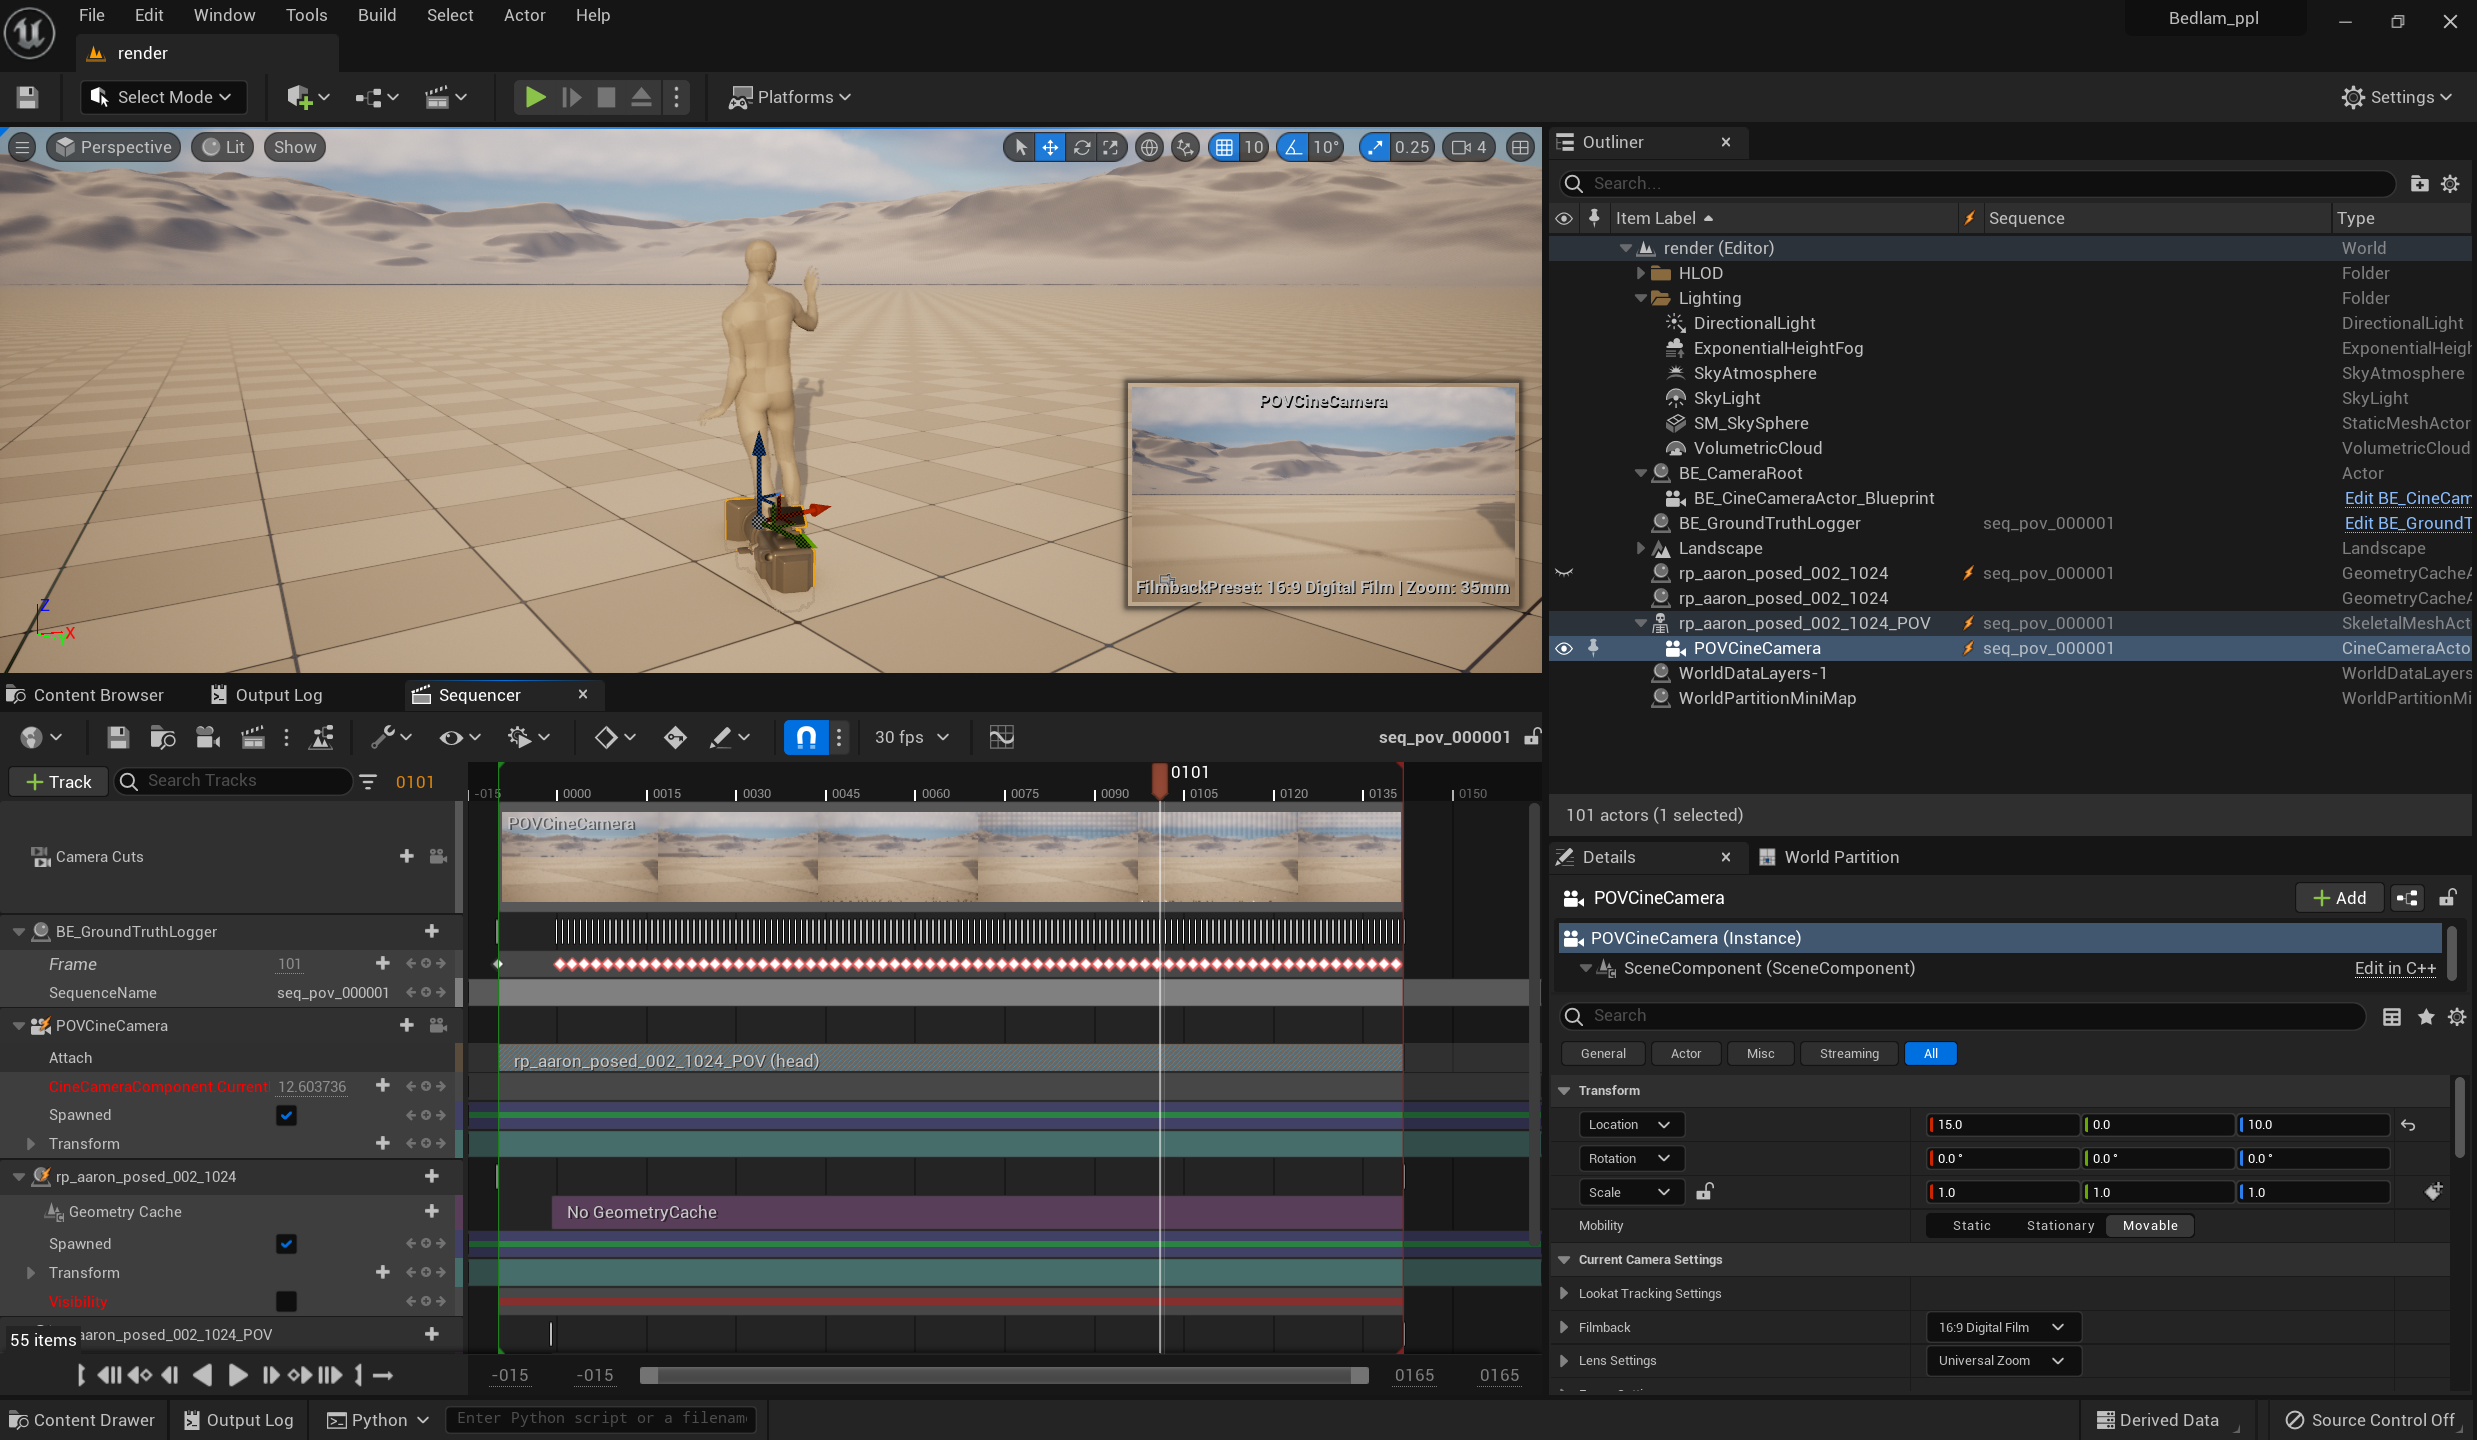 File Edit Window Tools Build Select Actor Help
Bedlam_ppl
render
Select Mode
Platforms
Settings
Perspective Lit Show
10 10° 0.25 4
POVCineCamera
FilmbackPreset: 16:9 Digital Film | Zoom: 35mm
Z
X
Y
Outliner
Search...
Item Label Sequence Type
render (Editor) World
HLOD Folder
Lighting Folder
DirectionalLight DirectionalLight
ExponentialHeightFog ExponentialHeigh
SkyAtmosphere SkyAtmosphere
SkyLight SkyLight
SM_SkySphere StaticMeshActor
VolumetricCloud VolumetricCloud
BE_CameraRoot Actor
BE_CineCameraActor_Blueprint Edit BE_CineCam
BE_GroundTruthLogger seq_pov_000001 Edit BE_GroundT
Landscape Landscape
rp_aaron_posed_002_1024 seq_pov_000001 GeometryCacheA
rp_aaron_posed_002_1024 GeometryCacheA
rp_aaron_posed_002_1024_POV seq_pov_000001 SkeletalMeshAct
POVCineCamera seq_pov_000001 CineCameraActo
WorldDataLayers-1 WorldDataLayers
WorldPartitionMiniMap WorldPartitionMi
101 actors (1 selected)
Content Browser Output Log Sequencer
30 fps
seq_pov_000001
Track Search Tracks 0101
0101
-015 0000 0015 0030 0045 0060 0075 0090 0105 0120 0135 0150
POVCineCamera
Camera Cuts
BE_GroundTruthLogger
Frame 101
SequenceName seq_pov_000001
POVCineCamera
Attach
rp_aaron_posed_002_1024_POV (head)
CineCameraComponent.Current 12.603736
Spawned
Transform
rp_aaron_posed_002_1024
Geometry Cache
No GeometryCache
Spawned
Transform
Visibility
55 items
aaron_posed_002_1024_POV
-015 -015 0165 0165
Details World Partition
POVCineCamera
Add
POVCineCamera (Instance)
SceneComponent (SceneComponent) Edit in C++
Search
General Actor Misc Streaming All
Transform
Location 15.0 0.0 10.0
Rotation 0.0 ° 0.0 ° 0.0 °
Scale 1.0 1.0 1.0
Mobility Static Stationary Movable
Current Camera Settings
Lookat Tracking Settings
Filmback 16:9 Digital Film
Lens Settings Universal Zoom
Content Drawer Output Log Python Enter Python script or a filenam
Derived Data Source Control Off